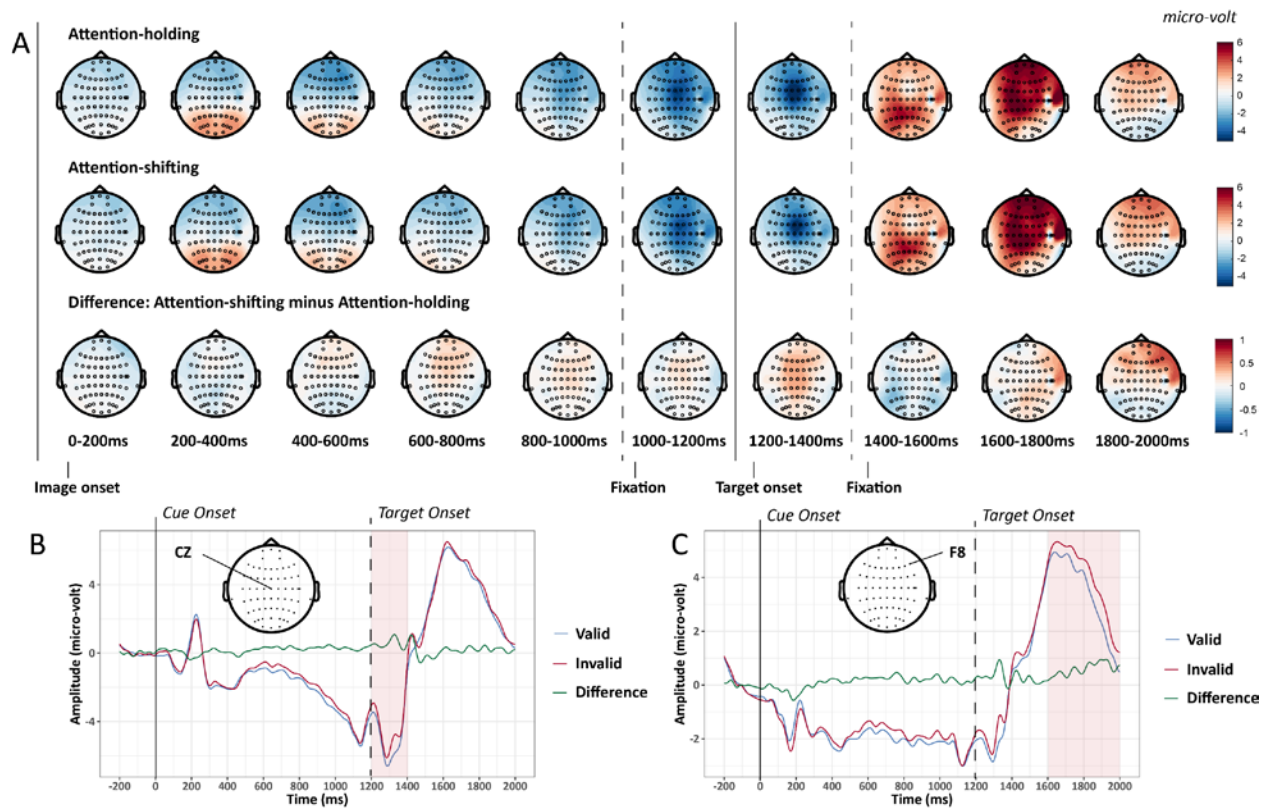 micro-volt
A
Attention-holding
6
4
2
0
-2
-4
Attention-shifting
6
4
2
0
-2
-4
Difference: Attention-shifting minus Attention-holding
1
0.5
0
-0.5
-1
0-200ms 200-400ms 400-600ms 600-800ms 800-1000ms 1000-1200ms 1200-1400ms 1400-1600ms 1600-1800ms 1800-2000ms
Image onset Fixation Target onset Fixation
B
Cue Onset Target Onset
CZ
Amplitude (micro-volt)
4
0
-4
Valid
Invalid
Difference
-200 0 200 400 600 800 1000 1200 1400 1600 1800 2000
Time (ms)
C
Cue Onset Target Onset
F8
Amplitude (micro-volt)
4
2
0
-2
Valid
Invalid
Difference
-200 0 200 400 600 800 1000 1200 1400 1600 1800 2000
Time (ms)